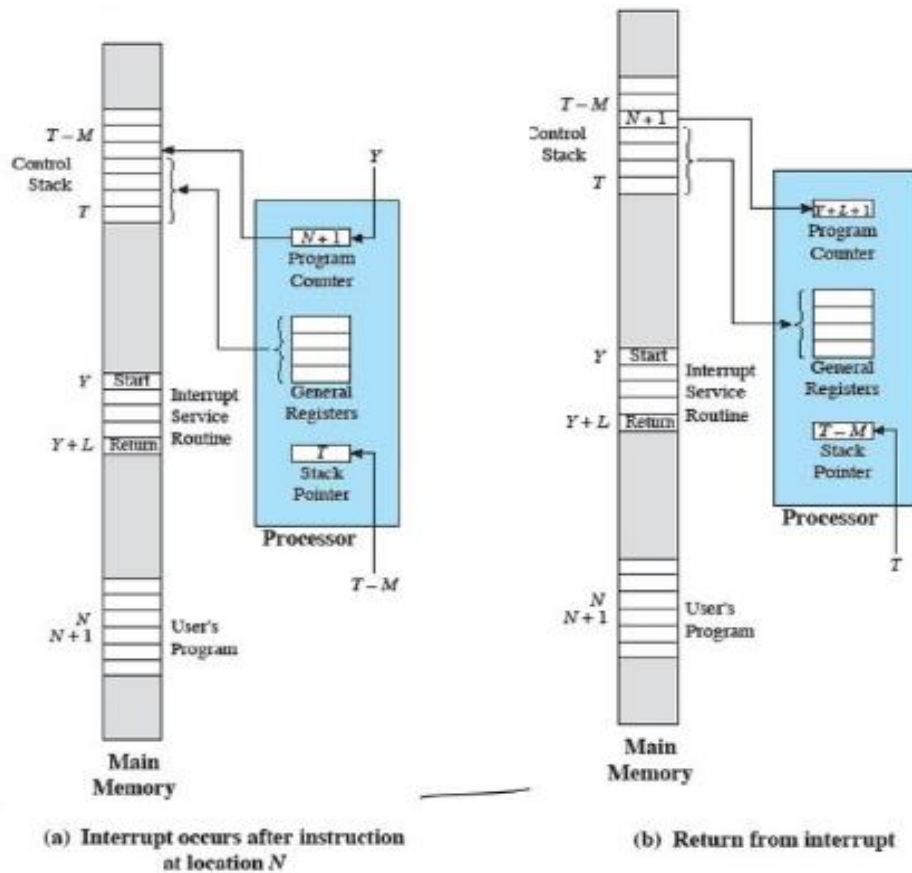 T – M
Control
Stack
T
Y
N + 1
Program
Counter
General
Registers
T
Stack
Pointer
Processor
T – M
Y
Start
Interrupt
Service
Routine
Y + L
Return
N
N + 1
User's
Program
Main
Memory
(a) Interrupt occurs after instruction
at location N
T – M
N + 1
Control
Stack
T
Y + L + 1
Program
Counter
General
Registers
T – M
Stack
Pointer
Processor
T
Y
Start
Interrupt
Service
Routine
Y + L
Return
N
N + 1
User's
Program
Main
Memory
(b) Return from interrupt